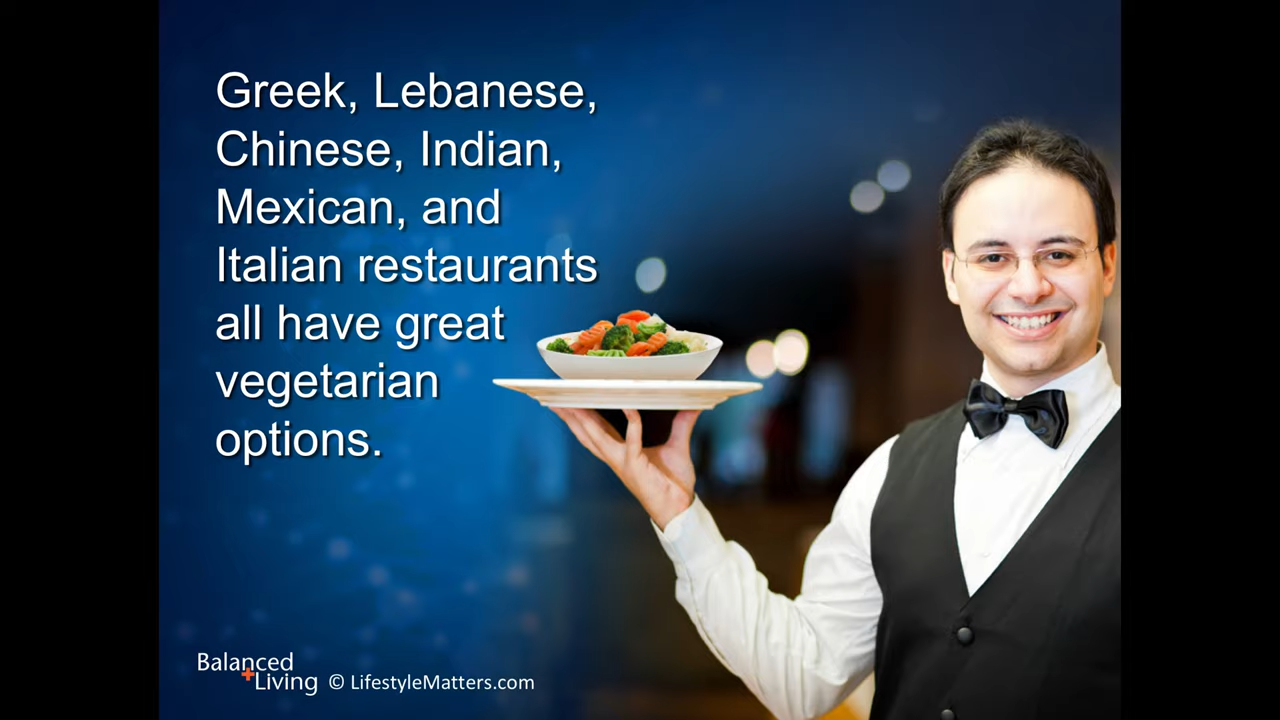 Greek, Lebanese,
Chinese, Indian,
Mexican, and
Italian restaurants
all have great
vegetarian
options.
Balanced
+Living © LifestyleMatters.com